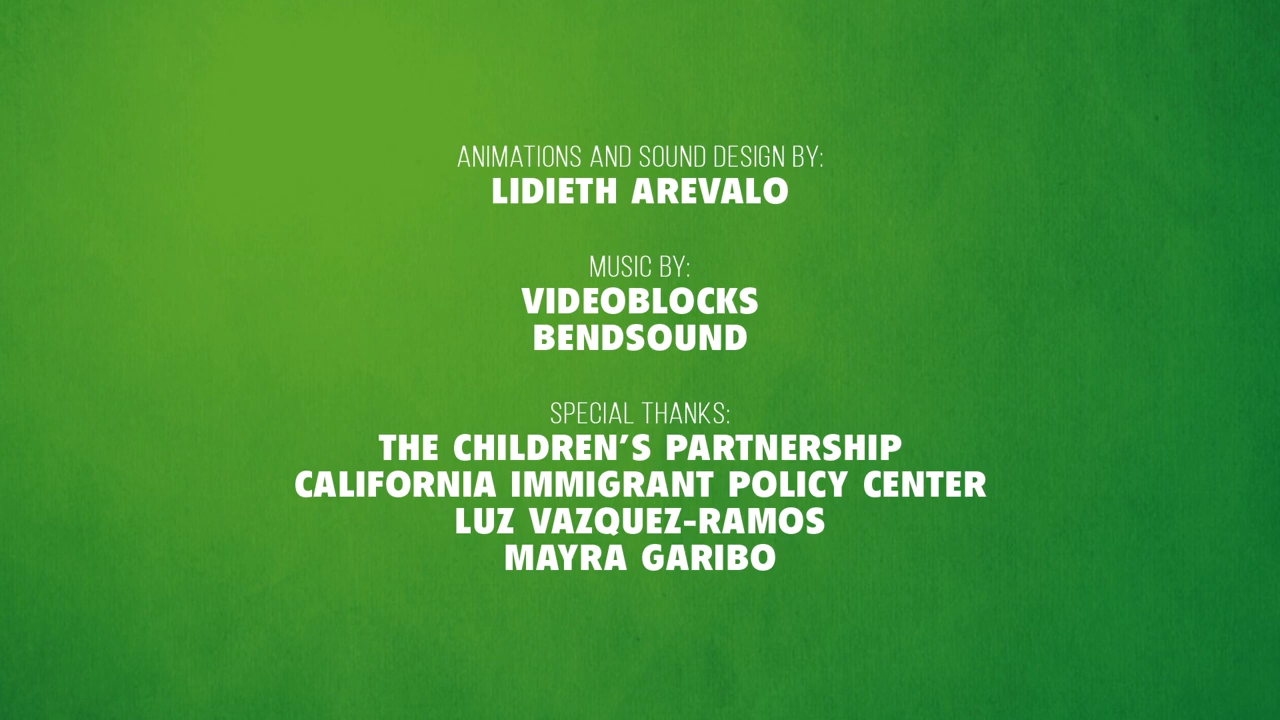 ANIMATIONS AND SOUND DESIGN BY:
LIDIETH AREVALO
MUSIC BY:
VIDEOBLOCKS
BENDSOUND
SPECIAL THANKS:
THE CHILDREN’S PARTNERSHIP
CALIFORNIA IMMIGRANT POLICY CENTER
LUZ VAZQUEZ-RAMOS
MAYRA GARIBO